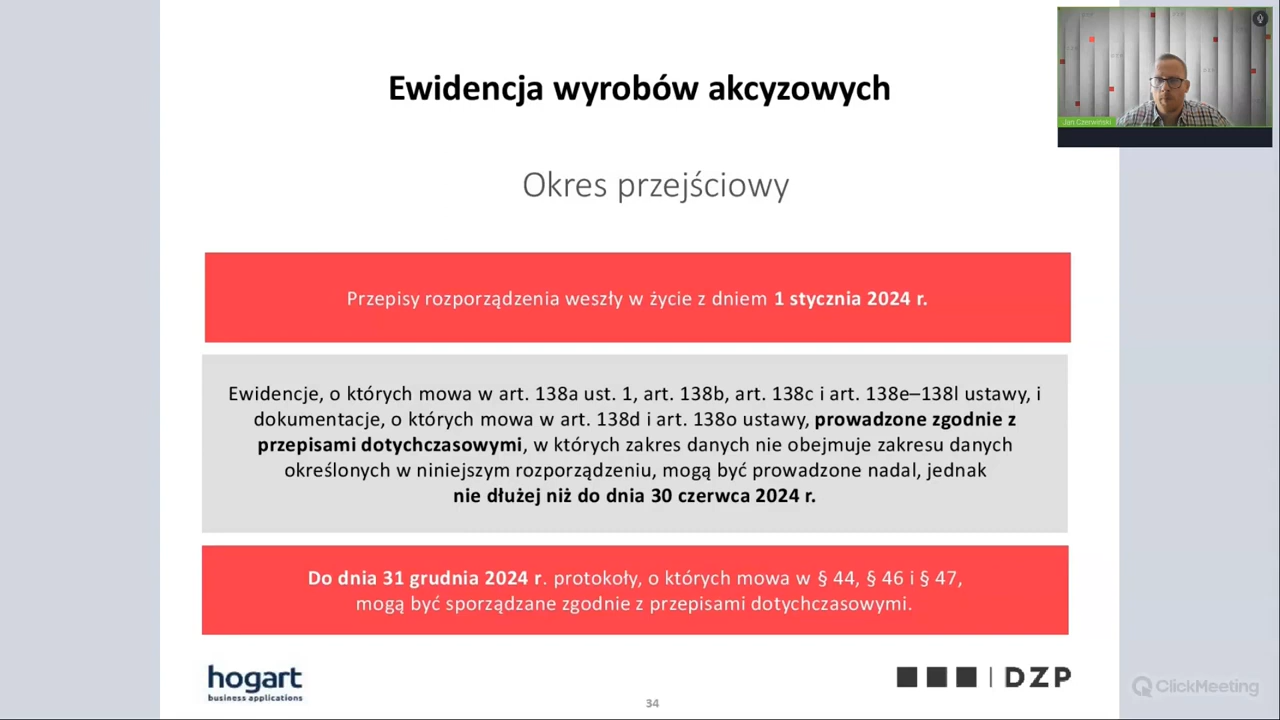 Ewidencja wyrobów akcyzowych
Jan Czerwiński
Okres przejściowy
Przepisy rozporządzenia weszły w życie z dniem 1 stycznia 2024 r.
Ewidencje, o których mowa w art. 138a ust. 1, art. 138b, art. 138c i art. 138e–138l ustawy, i
dokumentacje, o których mowa w art. 138d i art. 138o ustawy, prowadzone zgodnie z
przepisami dotychczasowymi, w których zakres danych nie obejmuje zakresu danych
określonych w niniejszym rozporządzeniu, mogą być prowadzone nadal, jednak
nie dłużej niż do dnia 30 czerwca 2024 r.
Do dnia 31 grudnia 2024 r. protokoły, o których mowa w § 44, § 46 i § 47,
mogą być sporządzane zgodnie z przepisami dotychczasowymi.
hogart
business applications
34
DZP
ClickMeeting